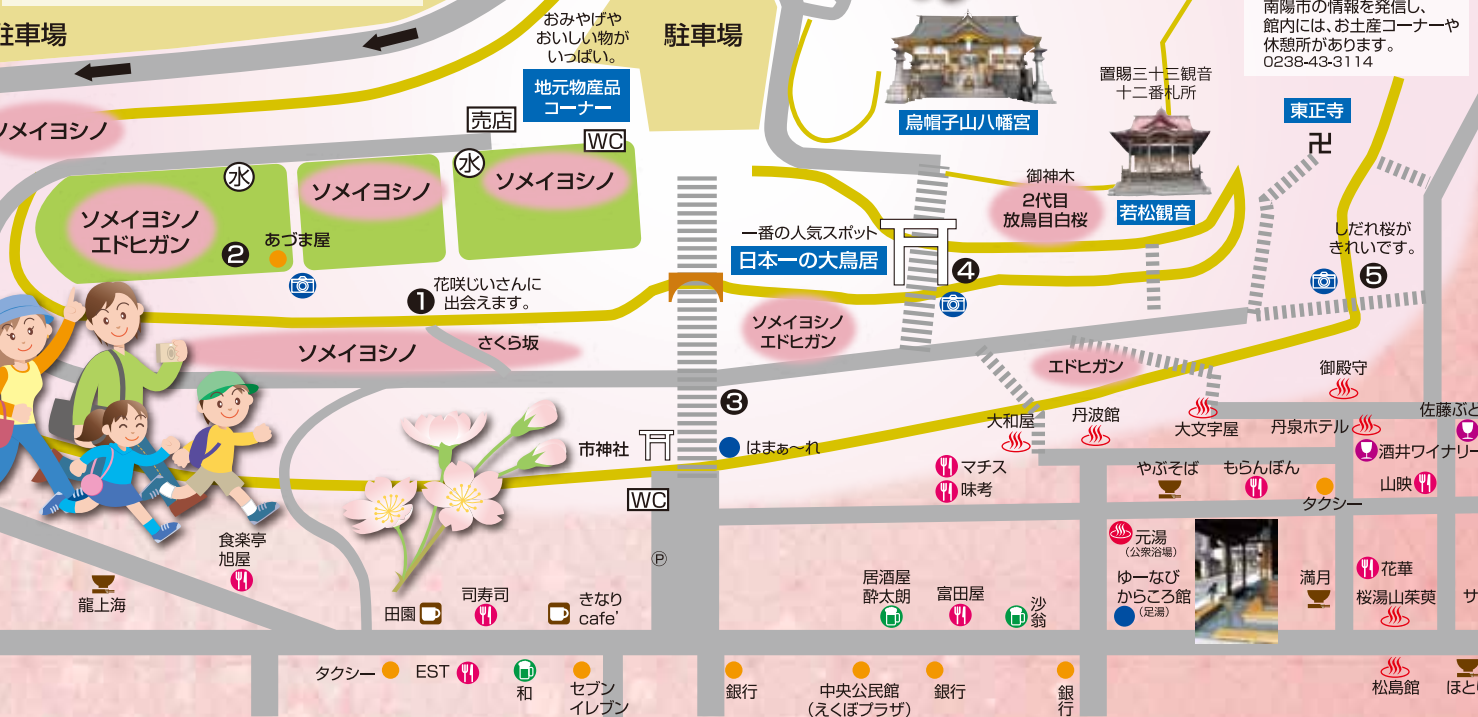 南陽市の情報を発信し、
館内には、お土産コーナーや
休憩所があります。
0238-43-3114
おみやげや
おいしい物が
いっぱい。
駐車場
駐車場
地元物産品
コーナー
烏帽子山八幡宮
置賜三十三観音
十二番札所
東正寺
卍
売店
WC
ソメイヨシノ
水
水
ソメイヨシノ
ソメイヨシノ
御神木
2代目
放鳥目白桜
若松観音
ソメイヨシノ
エドヒガン
2
あづま屋
一番の人気スポット
日本一の大鳥居
4
しだれ桜が
きれいです。
5
1
花咲じいさんに
出会えます。
ソメイヨシノ
エドヒガン
ソメイヨシノ
さくら坂
エドヒガン
御殿守
3
大和屋
丹波館
大文字屋
丹泉ホテル
佐藤ぶど
市神社
はまぁ〜れ
酒井ワイナリー
マチス
味考
やぶそば
もらんぼん
山映
タクシー
WC
食楽亭
旭屋
P
元湯
(公衆浴場)
龍上海
田園
司寿司
きなり
cafe'
居酒屋
酔太朗
富田屋
沙翁
ゆーなび
からころ館
(足湯)
満月
花華
桜湯山茱萸
サ
タクシー
EST
和
セブン
イレブン
銀行
中央公民館
(えくぼプラザ)
銀行
銀行
松島館
ほと